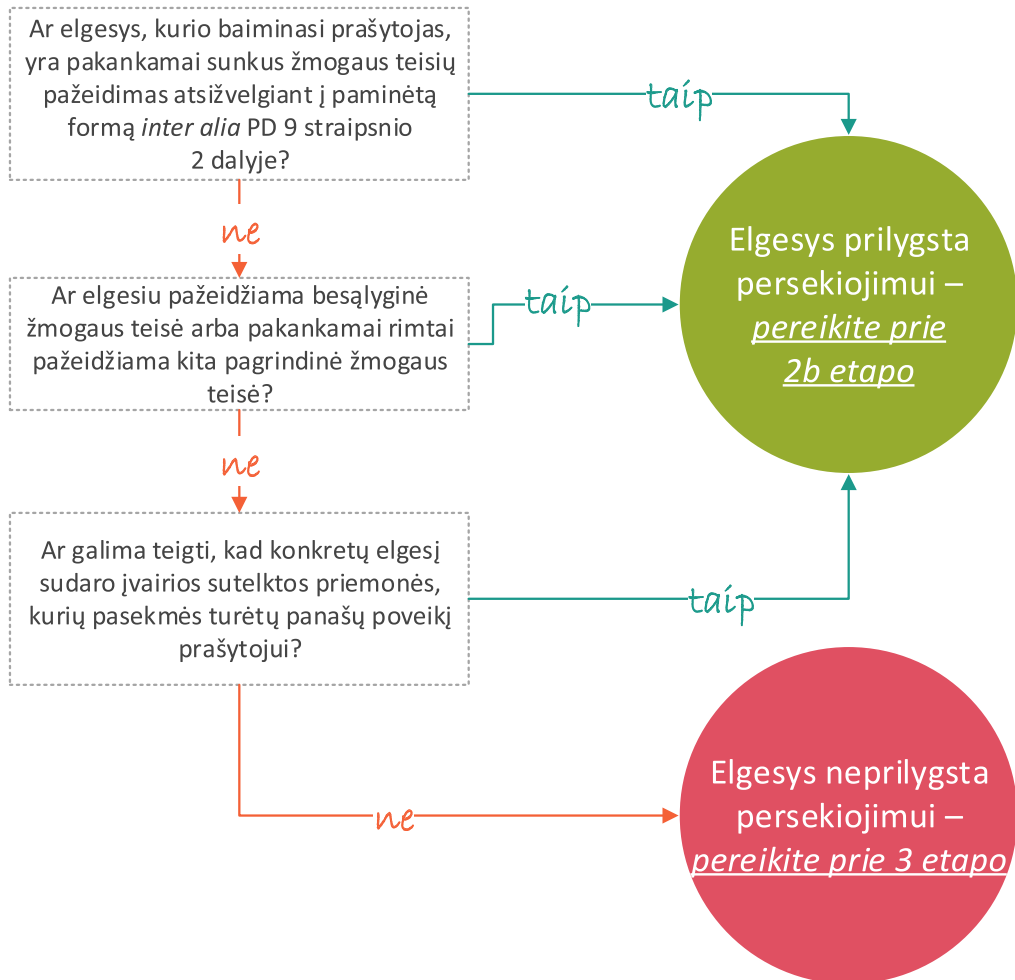 Ar elgesys, kurio baiminasi prašytojas,
yra pakankamai sunkus žmogaus teisių
pažeidimas atsižvelgiant į paminėtą
formą inter alia PD 9 straipsnio
2 dalyje?
taip
ne
Elgesys prilygsta
persekiojimui –
pereikite prie
2b etapo
Ar elgesiu pažeidžiama besąlyginė
žmogaus teisė arba pakankamai rimtai
pažeidžiama kita pagrindinė žmogaus
teisė?
taip
ne
Ar galima teigti, kad konkretų elgesį
sudaro įvairios sutelktos priemonės,
kurių pasekmės turėtų panašų poveikį
prašytojui?
taip
ne
Elgesys neprilygsta
persekiojimui –
pereikite prie 3 etapo